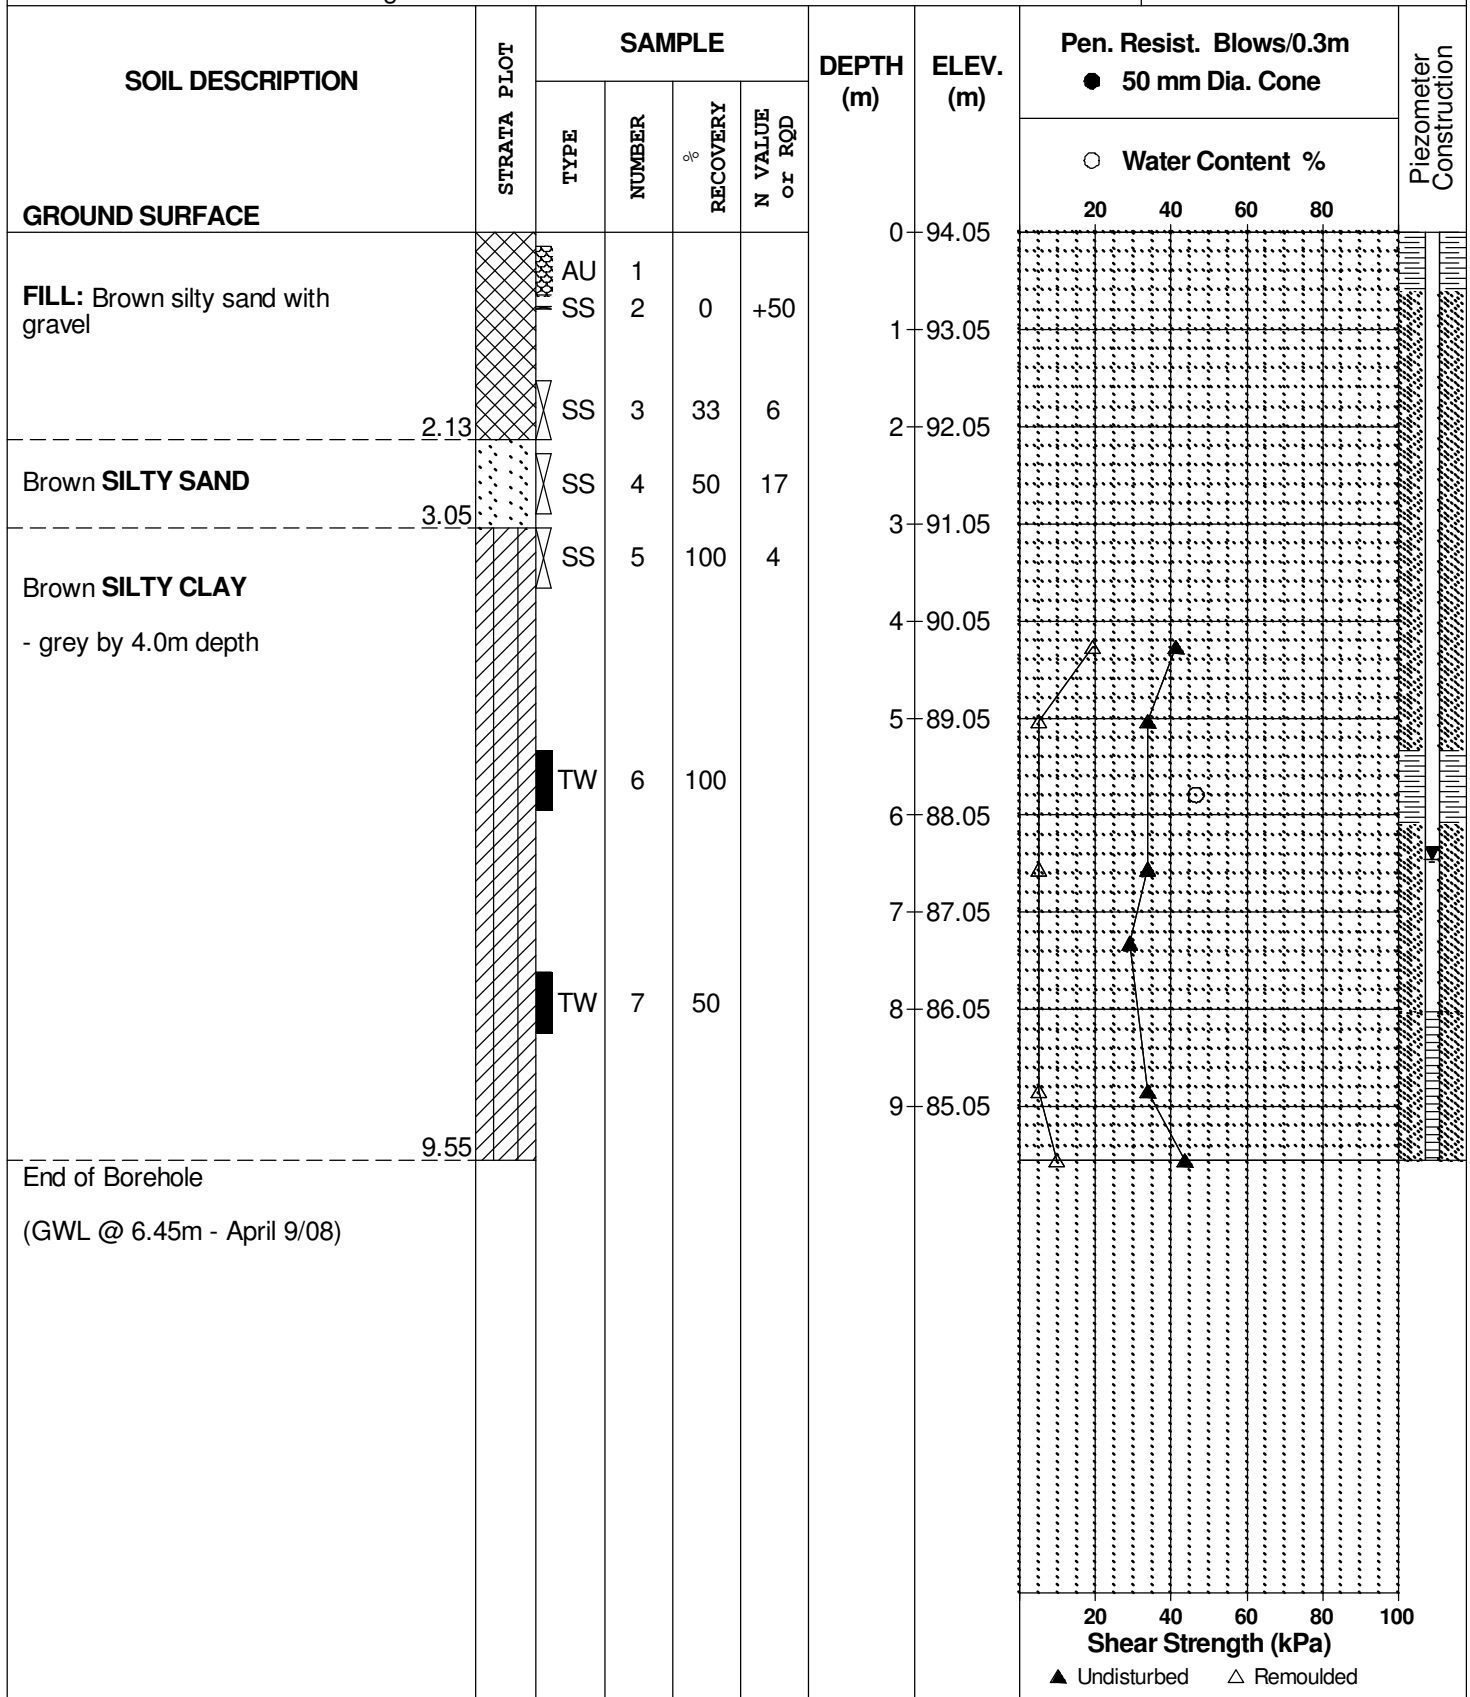 SOIL DESCRIPTION
GROUND SURFACE
STRATA PLOT
SAMPLE
TYPE
NUMBER
% RECOVERY
N VALUE or RQD
DEPTH (m)
ELEV. (m)
Pen. Resist. Blows/0.3m
● 50 mm Dia. Cone
○ Water Content %
20 40 60 80
Piezometer Construction
0 94.05
AU 1
FILL: Brown silty sand with
gravel
SS 2 0 +50
1 93.05
SS 3 33 6
2.13
2 92.05
Brown SILTY SAND
SS 4 50 17
3.05
3 91.05
SS 5 100 4
Brown SILTY CLAY
4 90.05
- grey by 4.0m depth
5 89.05
TW 6 100
6 88.05
7 87.05
TW 7 50
8 86.05
9 85.05
9.55
End of Borehole
(GWL @ 6.45m - April 9/08)
20 40 60 80 100
Shear Strength (kPa)
▲ Undisturbed △ Remoulded